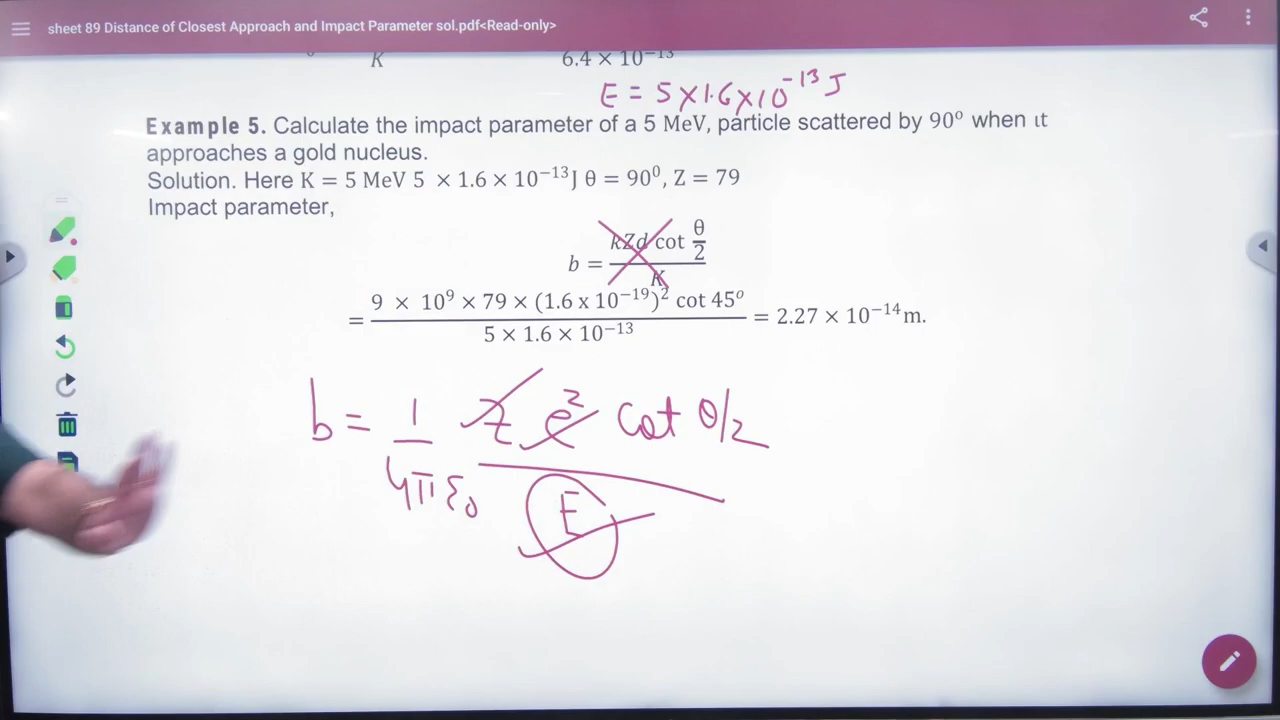 sheet 89 Distance of Closest Approach and Impact Parameter sol.pdf<Read-only>
K 6.4 × 10⁻¹³
E = 5 × 1.6 × 10⁻¹³ J
Example 5. Calculate the impact parameter of a 5 MeV, particle scattered by 90⁰ when ıt
approaches a gold nucleus.
Solution. Here K = 5 MeV 5 × 1.6 × 10⁻¹³J θ = 90⁰, Z = 79
Impact parameter,
b = kZd cot θ/2 / K
= 9 × 10⁹ × 79 × (1.6 x 10⁻¹⁹)² cot 45⁰ / 5 × 1.6 × 10⁻¹³ = 2.27 × 10⁻¹⁴m.
b = 1/4πε₀ Z e² cot θ/2 / E